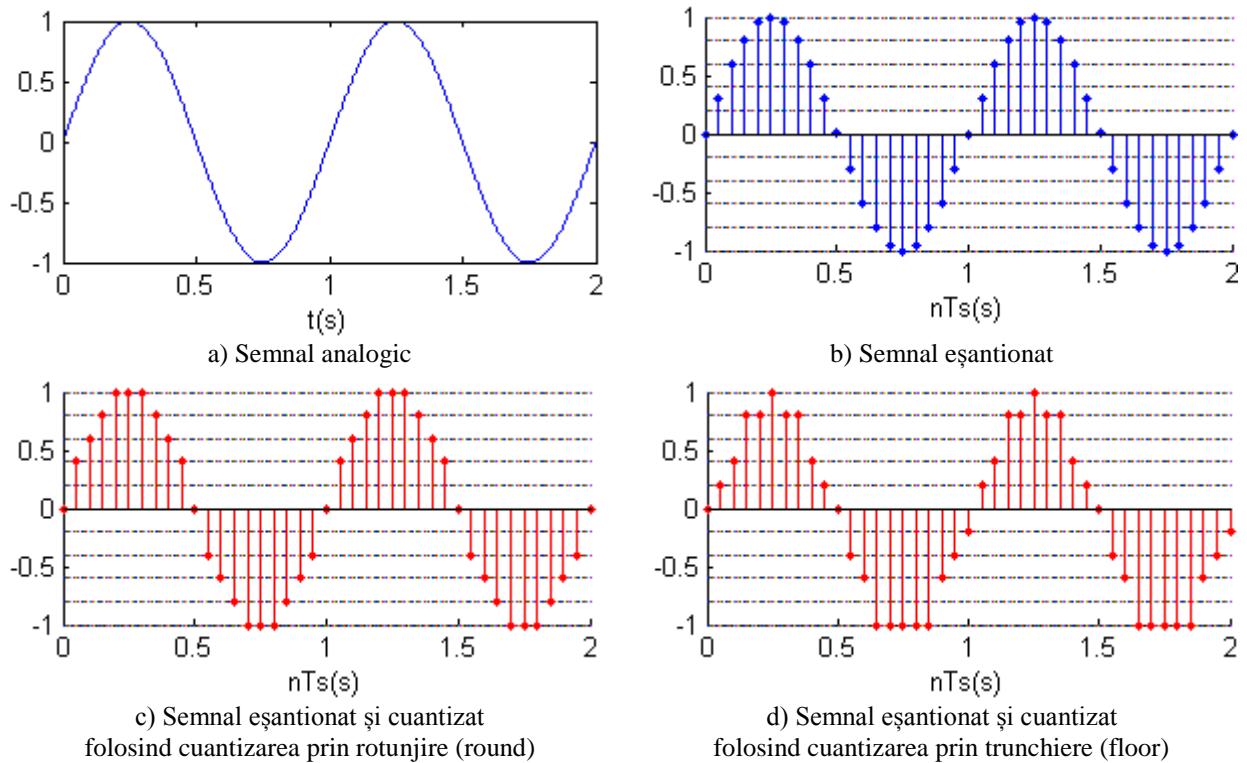 1
0.5
0
-0.5
-1
0 0.5 1 1.5 2
t(s)
a) Semnal analogic
1
0.5
0
-0.5
-1
0 0.5 1 1.5 2
nTs(s)
b) Semnal eșantionat
1
0.5
0
-0.5
-1
0 0.5 1 1.5 2
nTs(s)
c) Semnal eșantionat și cuantizat
folosind cuantizarea prin rotunjire (round)
1
0.5
0
-0.5
-1
0 0.5 1 1.5 2
nTs(s)
d) Semnal eșantionat și cuantizat
folosind cuantizarea prin trunchiere (floor)